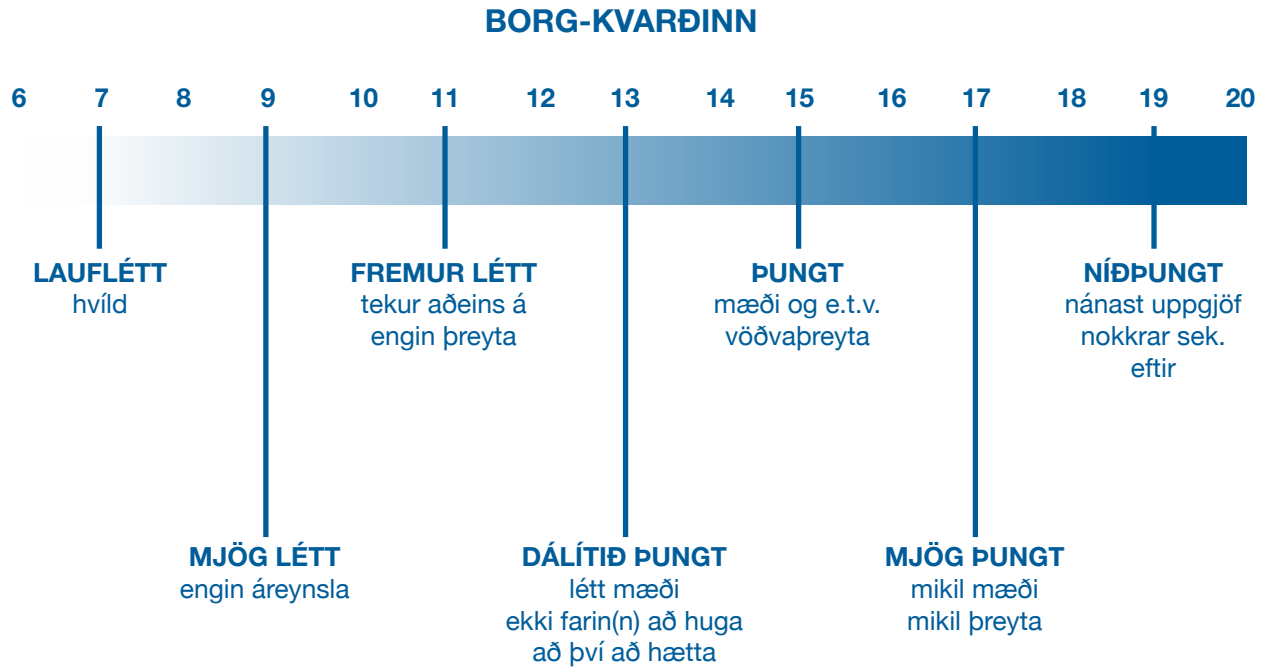 BORG-KVARÐINN
6 7 8 9 10 11 12 13 14 15 16 17 18 19 20
LAUFLÉTT
hvíld
FREMUR LÉTT
tekur aðeins á
engin þreyta
ÞUNGT
mæði og e.t.v.
vöðvaþreyta
NÍÐÞUNGT
nánast uppgjöf
nokkrar sek.
eftir
MJÖG LÉTT
engin áreynsla
DÁLÍTIÐ ÞUNGT
létt mæði
ekki farin(n) að huga
að því að hætta
MJÖG ÞUNGT
mikil mæði
mikil þreyta